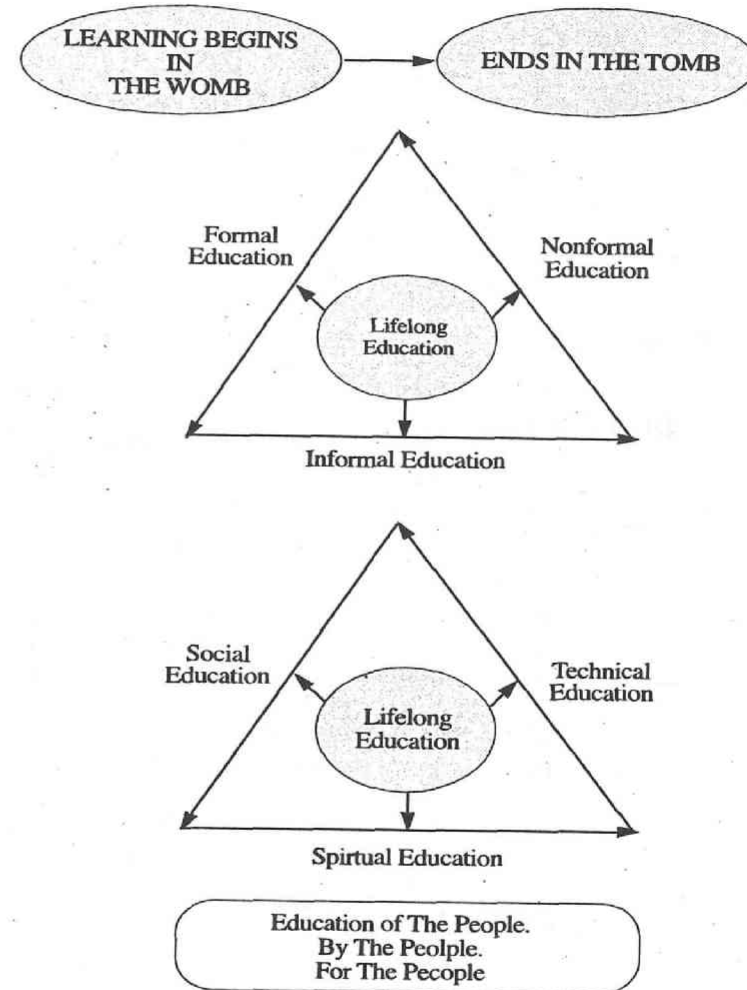 LEARNING BEGINS
IN
THE WOMB
ENDS IN THE TOMB
Formal
Education
Nonformal
Education
Lifelong
Education
Informal Education
Social
Education
Technical
Education
Lifelong
Education
Spirtual Education
Education of The People.
By The Peolple.
For The Pecople